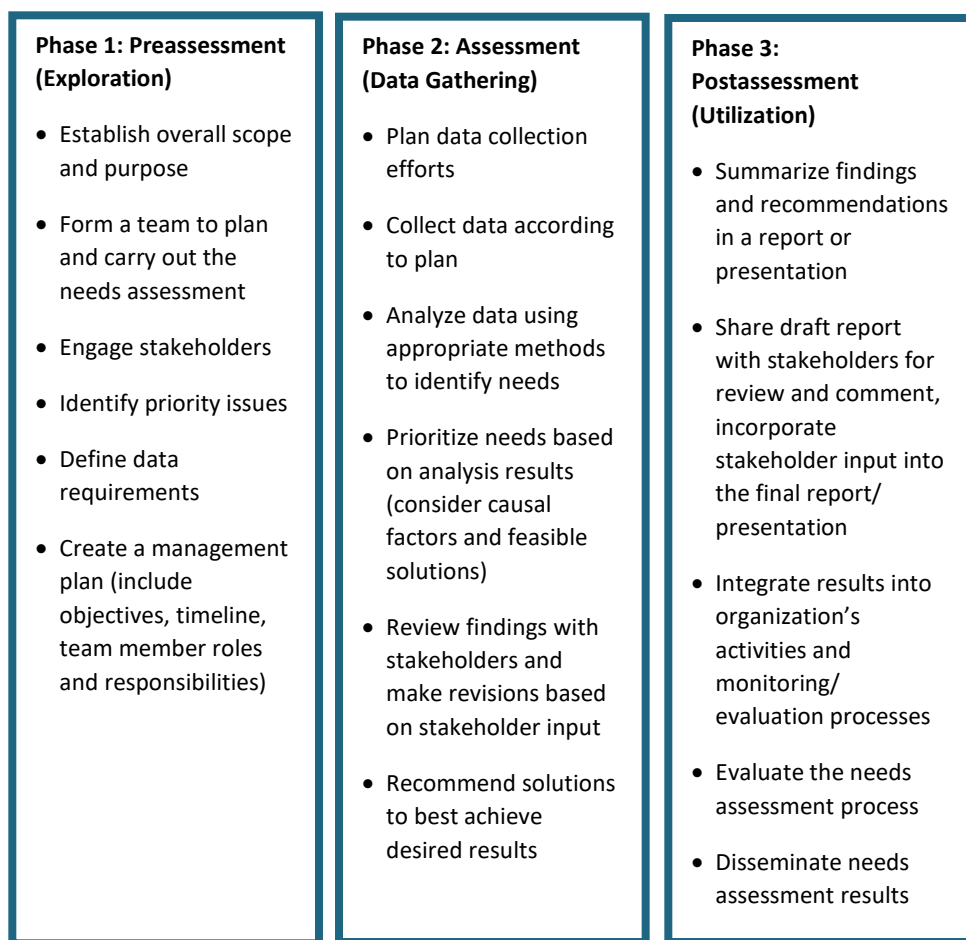 Phase 1: Preassessment
(Exploration)
• Establish overall scope
and purpose
• Form a team to plan
and carry out the
needs assessment
• Engage stakeholders
• Identify priority issues
• Define data
requirements
• Create a management
plan (include
objectives, timeline,
team member roles
and responsibilities)
Phase 2: Assessment
(Data Gathering)
• Plan data collection
efforts
• Collect data according
to plan
• Analyze data using
appropriate methods
to identify needs
• Prioritize needs based
on analysis results
(consider causal
factors and feasible
solutions)
• Review findings with
stakeholders and
make revisions based
on stakeholder input
• Recommend solutions
to best achieve
desired results
Phase 3:
Postassessment
(Utilization)
• Summarize findings
and recommendations
in a report or
presentation
• Share draft report
with stakeholders for
review and comment,
incorporate
stakeholder input into
the final report/
presentation
• Integrate results into
organization’s
activities and
monitoring/
evaluation processes
• Evaluate the needs
assessment process
• Disseminate needs
assessment results